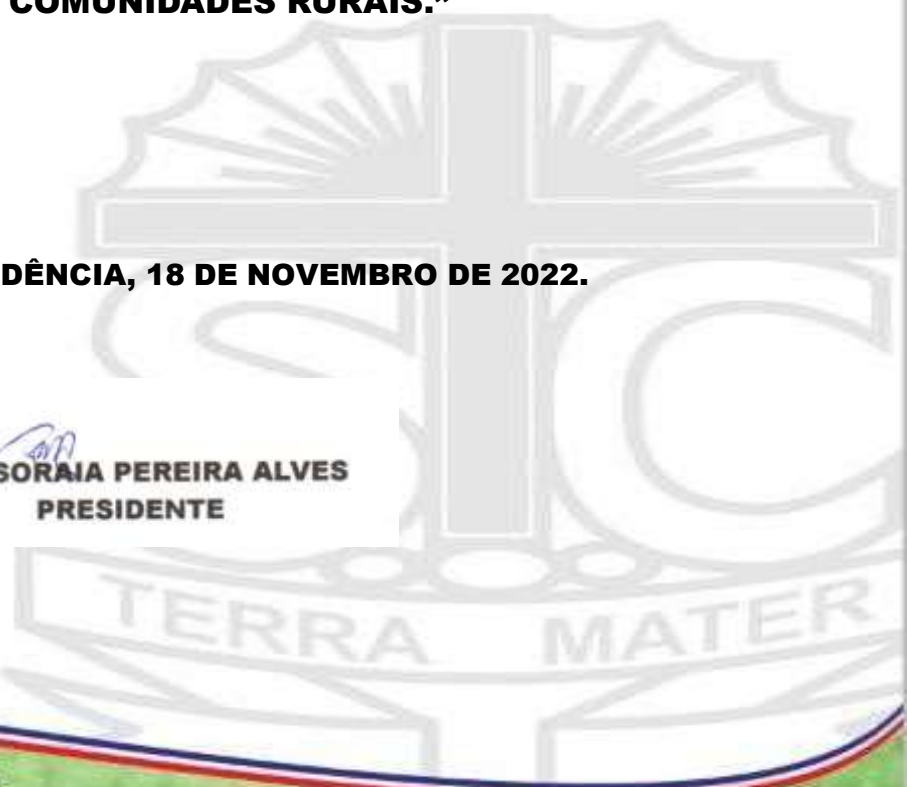 COMUNIDADES RURAIS.”
DÊNCIA, 18 DE NOVEMBRO DE 2022.
SORAIA PEREIRA ALVES
PRESIDENTE
S C
TERRA MATER